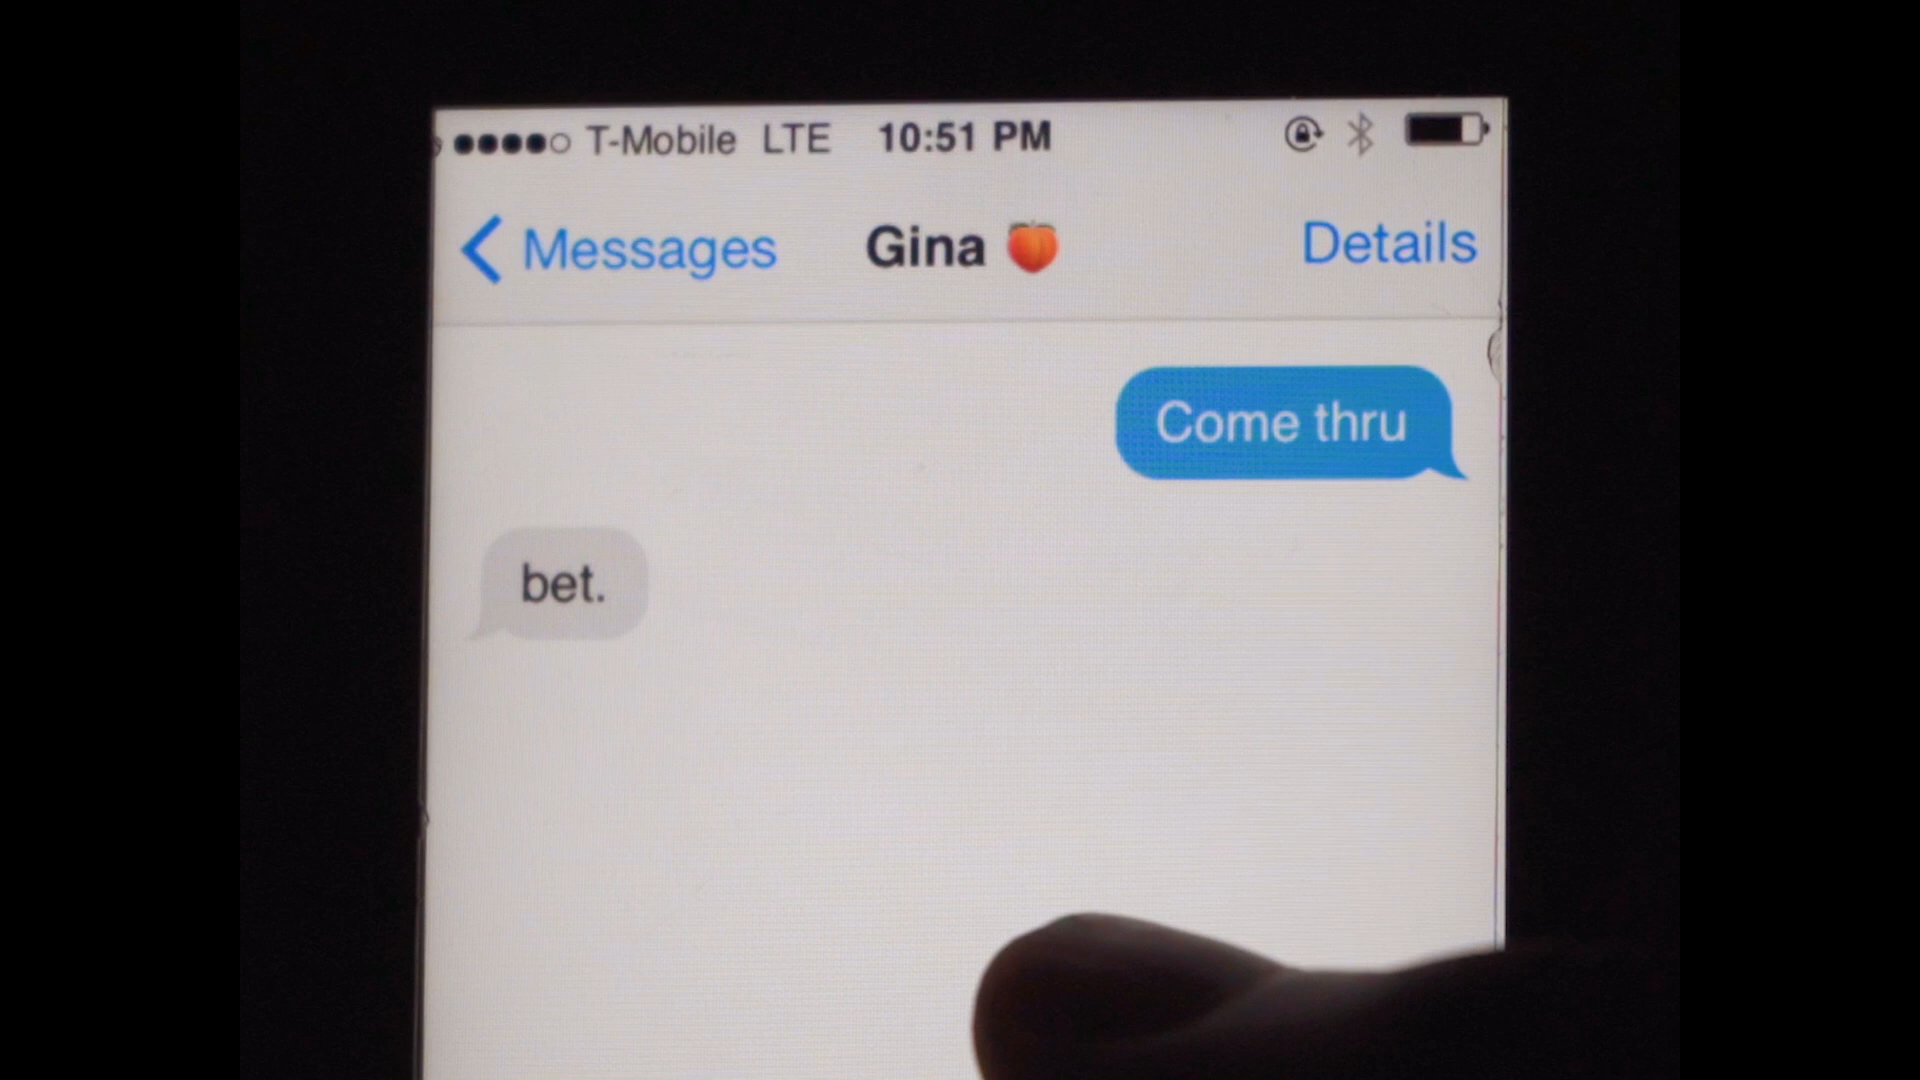 T-Mobile LTE 10:51 PM
Messages Gina 🍑 Details
Come thru
bet.